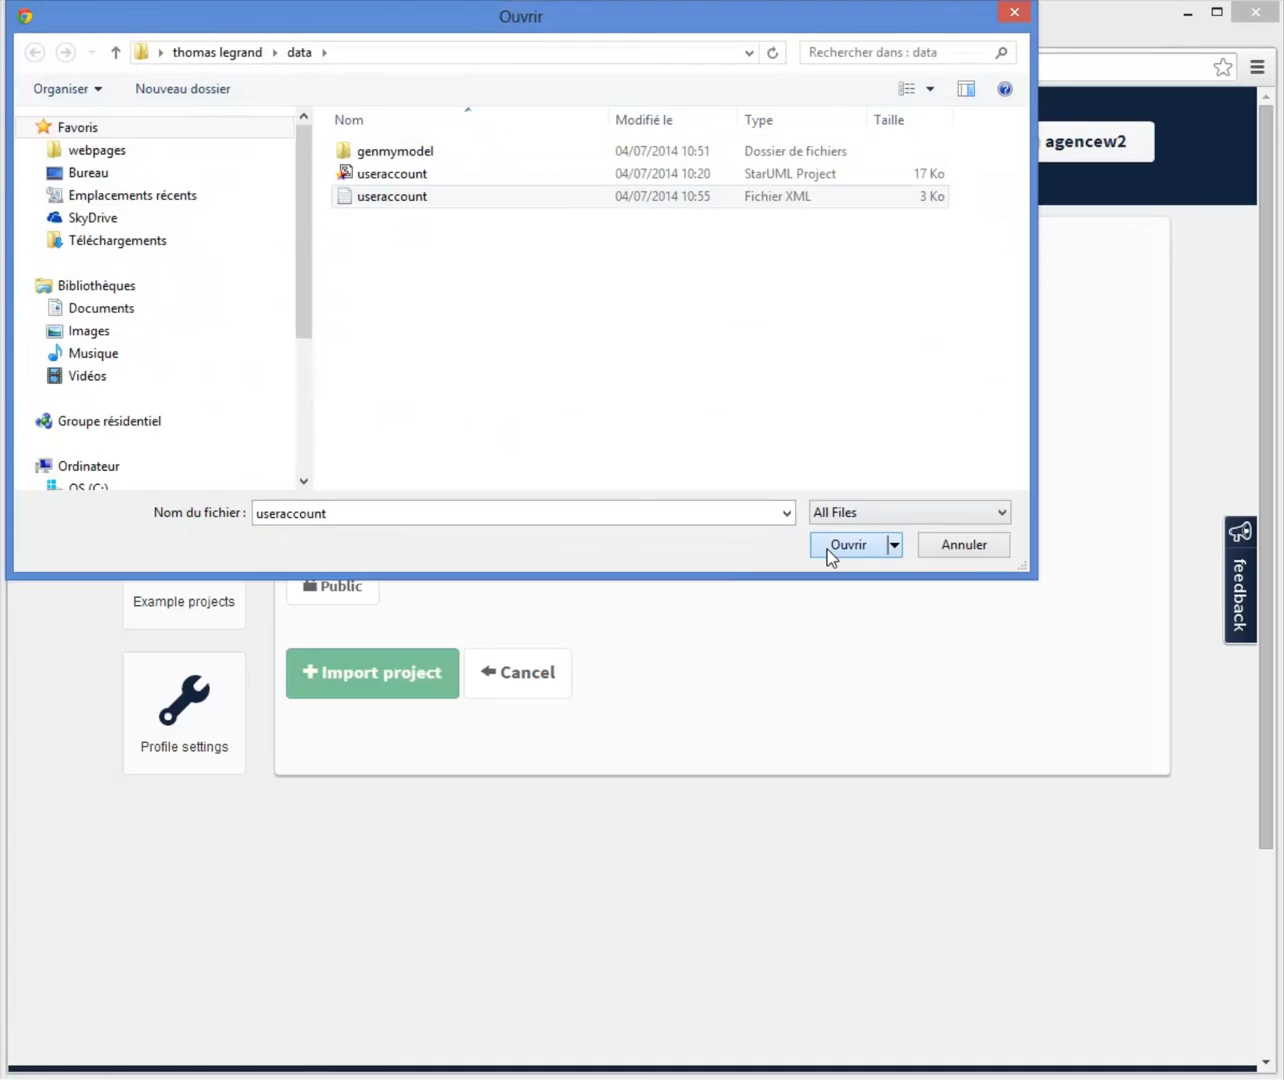 Ouvrir
thomas legrand data
Rechercher dans : data
Organiser
Nouveau dossier
Nom Modifié le Type Taille
genmymodel 04/07/2014 10:51 Dossier de fichiers
useraccount 04/07/2014 10:20 StarUML Project 17 Ko
useraccount 04/07/2014 10:55 Fichier XML 3 Ko
Favoris
webpages
Bureau
Emplacements récents
SkyDrive
Téléchargements
Bibliothèques
Documents
Images
Musique
Vidéos
Groupe résidentiel
Ordinateur
OS (C:)
Nom du fichier : useraccount
All Files
Ouvrir
Annuler
agencew2
feedback
Public
Example projects
Import project
Cancel
Profile settings